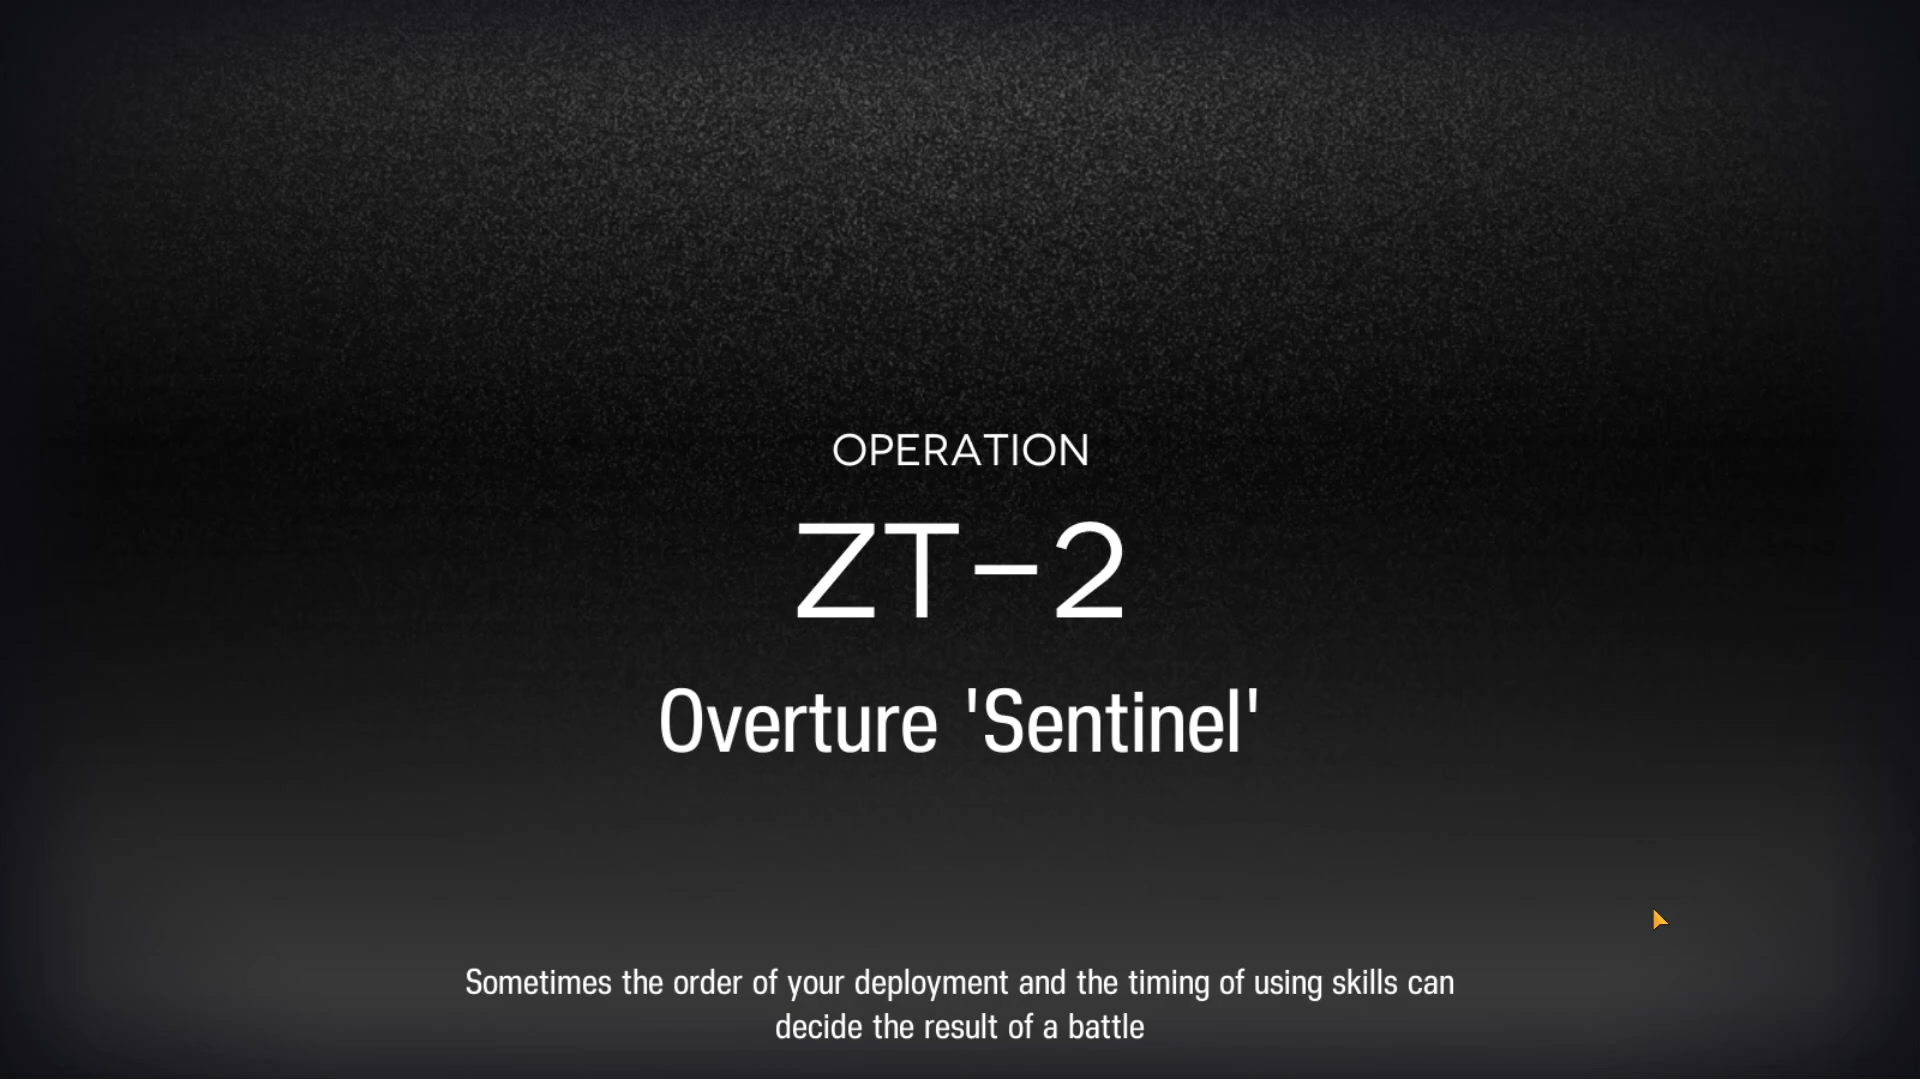 OPERATION
ZT-2
Overture 'Sentinel'
Sometimes the order of your deployment and the timing of using skills can
decide the result of a battle